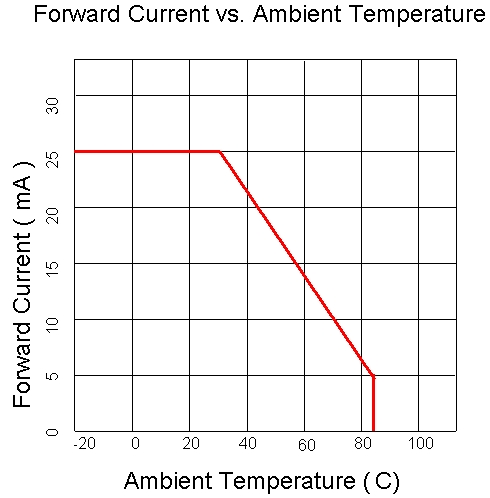 Forward Current vs. Ambient Temperature
Forward Current ( mA )
30
25
20
15
10
5
0
-20 0 20 40 60 80 100
Ambient Temperature ( C)